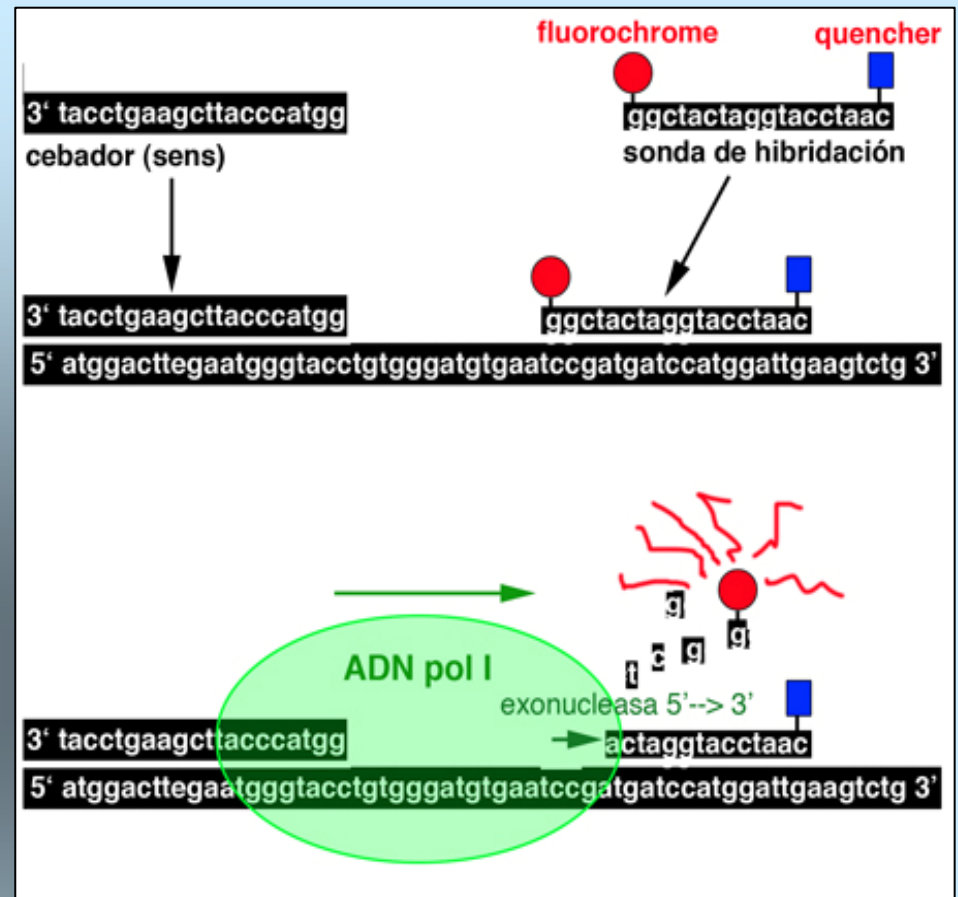 fluorochrome quencher
3‘ tacctgaagcttacccatgg
ggctactaggtacctaac
cebador (sens)
sonda de hibridación
3‘ tacctgaagcttacccatgg
ggctactaggtacctaac
5‘ atggacttegaatgggtacctgtgggatgtgaatccgatgatccatggattgaagtctg 3’
g
g
g
c
t
ADN pol I
exonucleasa 5’--> 3’
3‘ tacctgaagcttacccatgg
actaggtacctaac
5‘ atggacttegaatgggtacctgtgggatgtgaatccgatgatccatggattgaagtctg 3’